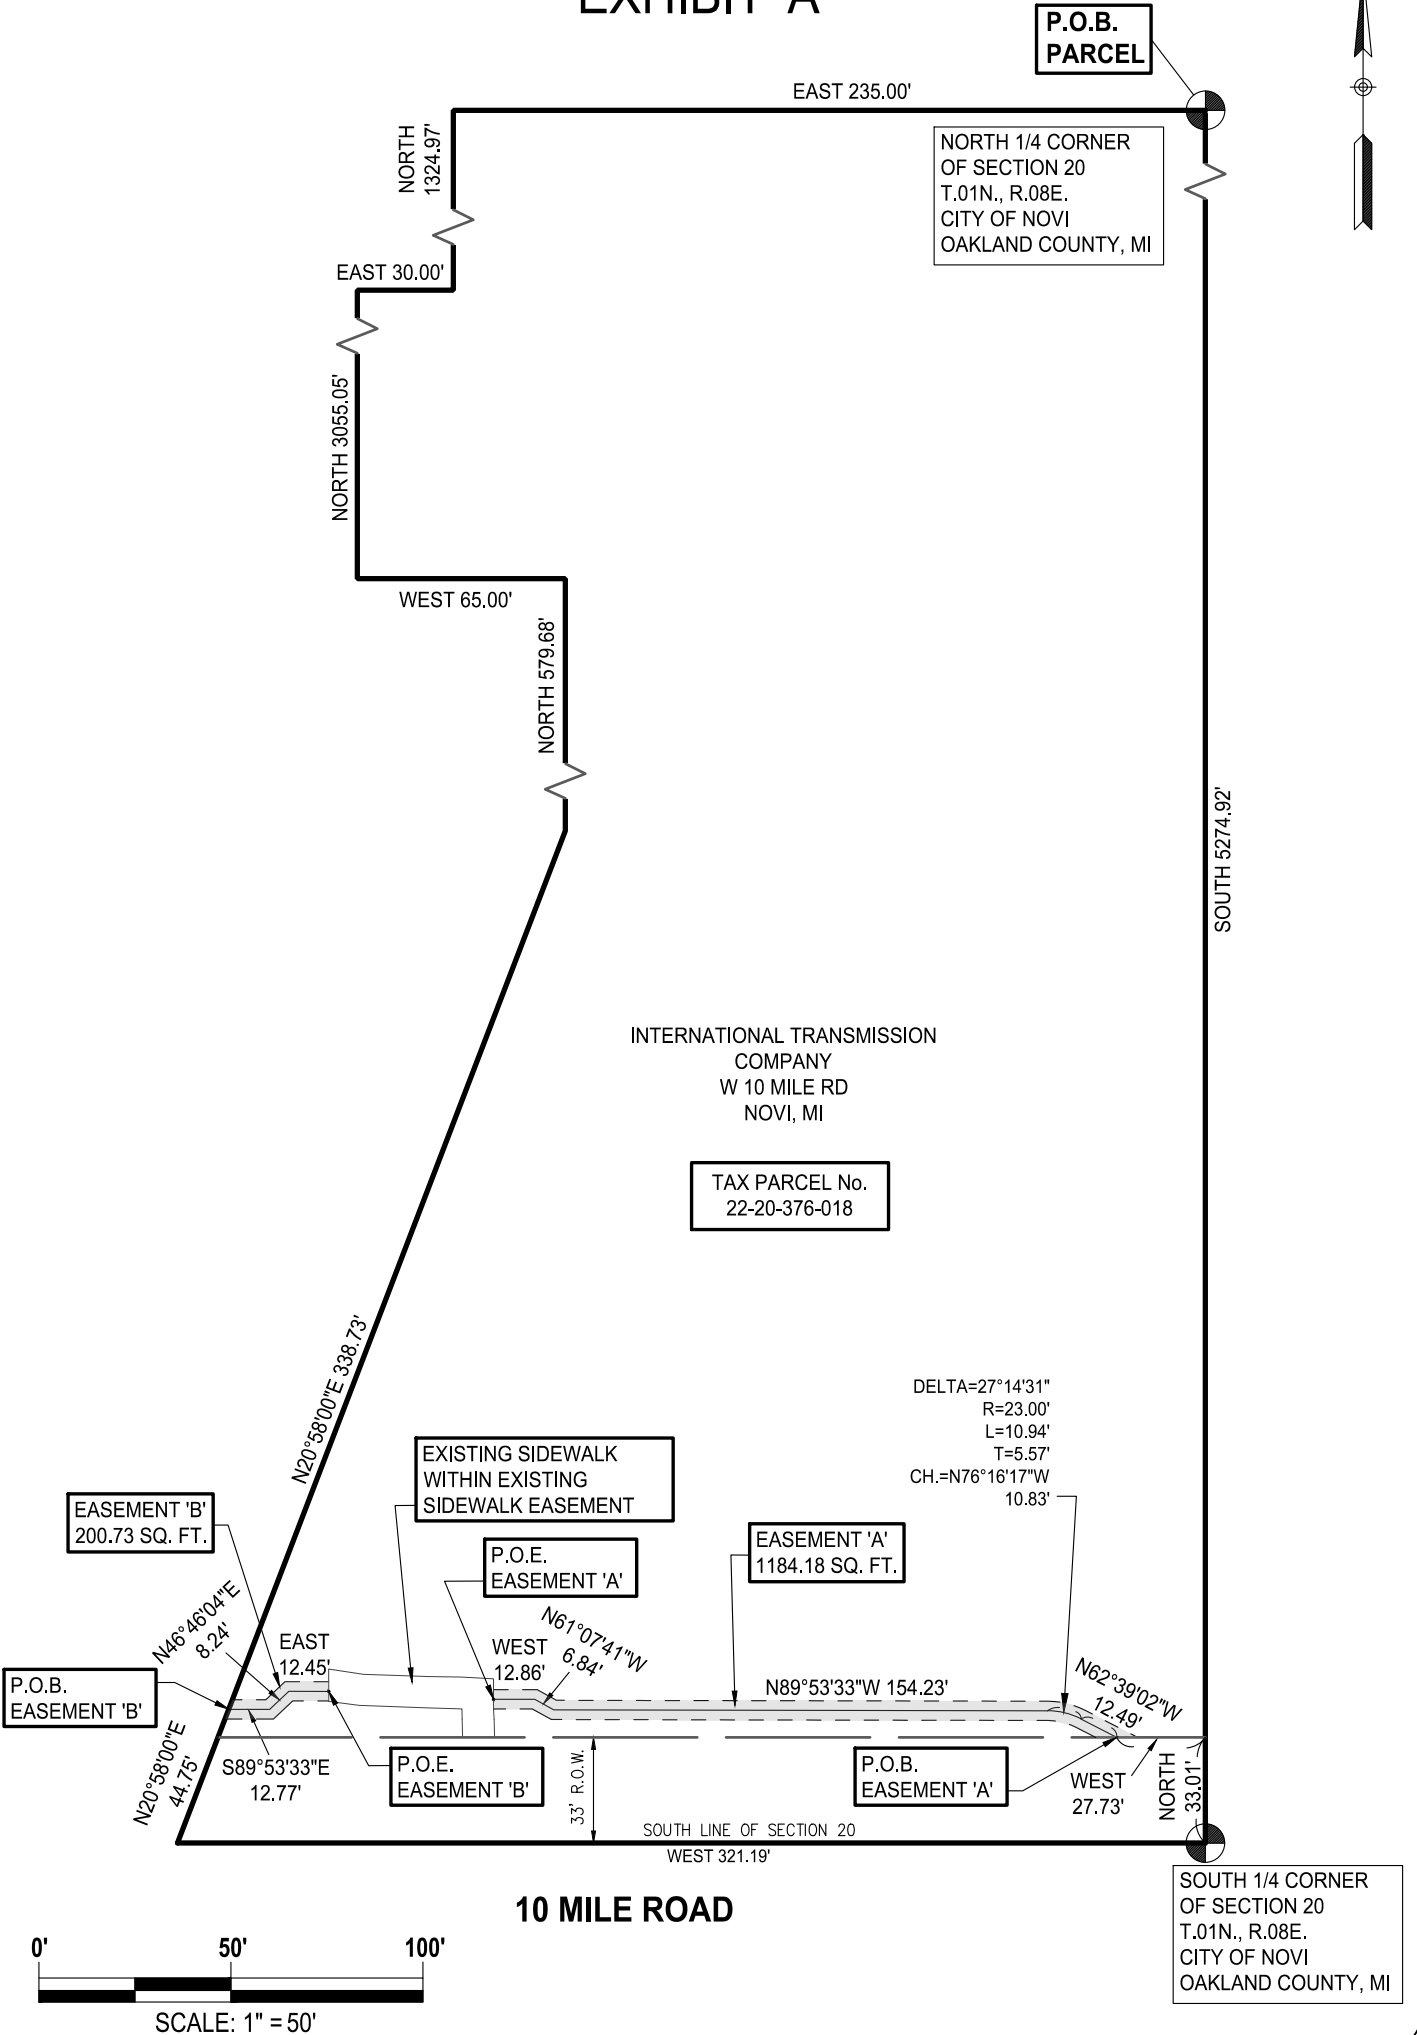 EXHIBIT "A"
P.O.B.
PARCEL
EAST 235.00'
NORTH
1324.97'
NORTH 1/4 CORNER
OF SECTION 20
T.01N., R.08E.
CITY OF NOVI
OAKLAND COUNTY, MI
EAST 30.00'
NORTH 3055.05'
WEST 65.00'
NORTH 579.68'
SOUTH 5274.92'
INTERNATIONAL TRANSMISSION
COMPANY
W 10 MILE RD
NOVI, MI
TAX PARCEL No.
22-20-376-018
N20°58'00"E 338.73'
DELTA=27°14'31"
R=23.00'
L=10.94'
T=5.57'
CH.=N76°16'17"W
10.83'
EXISTING SIDEWALK
WITHIN EXISTING
SIDEWALK EASEMENT
EASEMENT 'B'
200.73 SQ. FT.
P.O.E.
EASEMENT 'A'
EASEMENT 'A'
1184.18 SQ. FT.
N46°46'04"E
8.24'
EAST
12.45'
WEST
12.86'
N61°07'41"W
6.84'
N89°53'33"W 154.23'
N62°39'02"W
12.49'
P.O.B.
EASEMENT 'B'
N20°58'00"E
44.75'
S89°53'33"E
12.77'
P.O.E.
EASEMENT 'B'
33' R.O.W.
P.O.B.
EASEMENT 'A'
WEST
27.73'
NORTH
33.01'
SOUTH LINE OF SECTION 20
WEST 321.19'
10 MILE ROAD
SOUTH 1/4 CORNER
OF SECTION 20
T.01N., R.08E.
CITY OF NOVI
OAKLAND COUNTY, MI
0' 50' 100'
SCALE: 1" = 50'